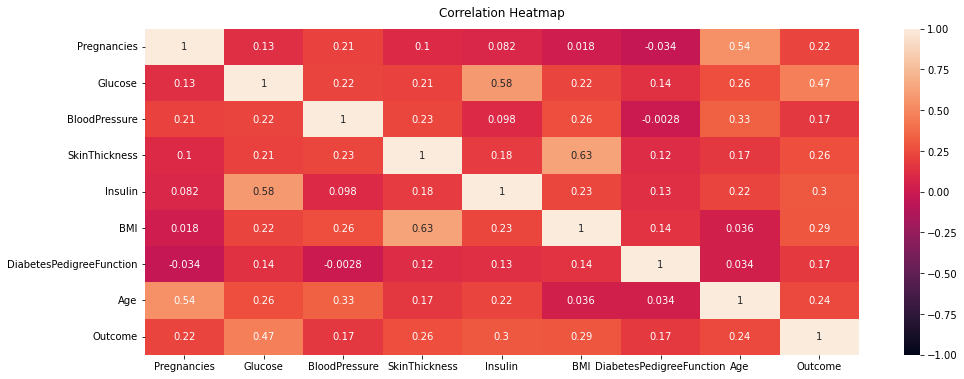 Correlation Heatmap
Pregnancies 1 0.13 0.21 0.1 0.082 0.018 -0.034 0.54 0.22
Glucose 0.13 1 0.22 0.21 0.58 0.22 0.14 0.26 0.47
BloodPressure 0.21 0.22 1 0.23 0.098 0.26 -0.0028 0.33 0.17
SkinThickness 0.1 0.21 0.23 1 0.18 0.63 0.12 0.17 0.26
Insulin 0.082 0.58 0.098 0.18 1 0.23 0.13 0.22 0.3
BMI 0.018 0.22 0.26 0.63 0.23 1 0.14 0.036 0.29
DiabetesPedigreeFunction -0.034 0.14 -0.0028 0.12 0.13 0.14 1 0.034 0.17
Age 0.54 0.26 0.33 0.17 0.22 0.036 0.034 1 0.24
Outcome 0.22 0.47 0.17 0.26 0.3 0.29 0.17 0.24 1
Pregnancies Glucose BloodPressure SkinThickness Insulin BMI DiabetesPedigreeFunction Age Outcome
1.00
0.75
0.50
0.25
0.00
−0.25
−0.50
−0.75
−1.00